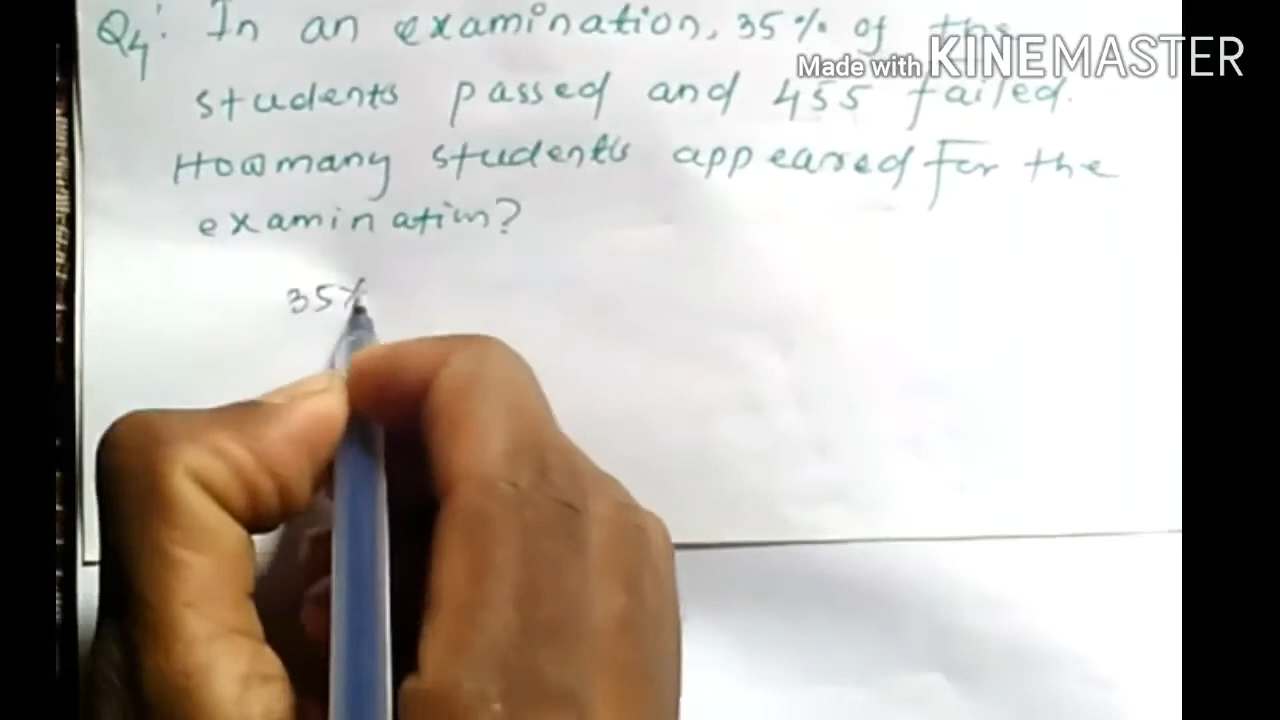 Q4: In an examination, 35% of the
Made with KINEMASTER
students passed and 455 failed.
How many students appeared for the
examination?
35%